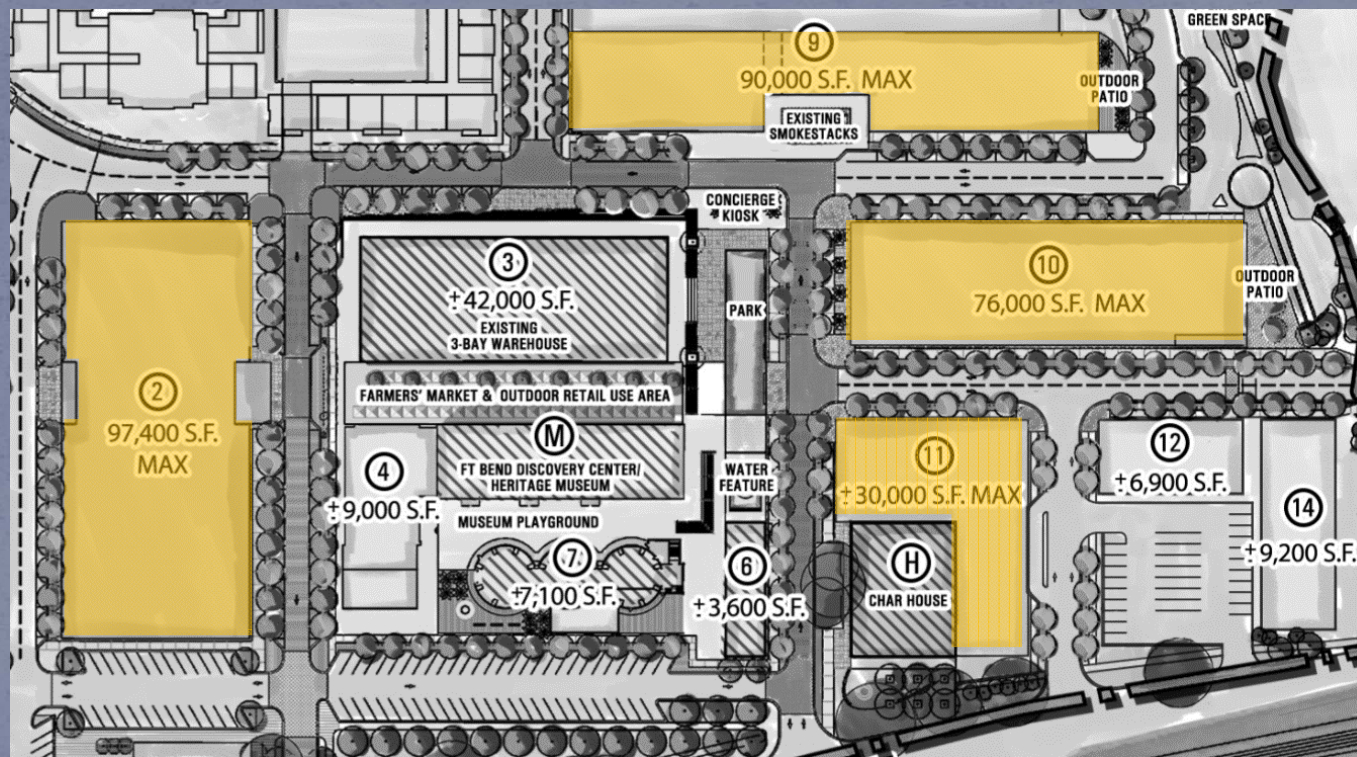 GREEN SPACE
9
90,000 S.F. MAX
OUTDOOR
PATIO
EXISTING
SMOKESTACKS
CONCIERGE
KIOSK
3
±42,000 S.F.
EXISTING
3-BAY WAREHOUSE
PARK
10
76,000 S.F. MAX
OUTDOOR
PATIO
2
97,400 S.F.
MAX
FARMERS' MARKET & OUTDOOR RETAIL USE AREA
M
FT BEND DISCOVERY CENTER/
HERITAGE MUSEUM
4
±9,000 S.F.
MUSEUM PLAYGROUND
WATER
FEATURE
7
±7,100 S.F.
6
±3,600 S.F.
11
±30,000 S.F. MAX
H
CHAR HOUSE
12
±6,900 S.F.
14
±9,200 S.F.